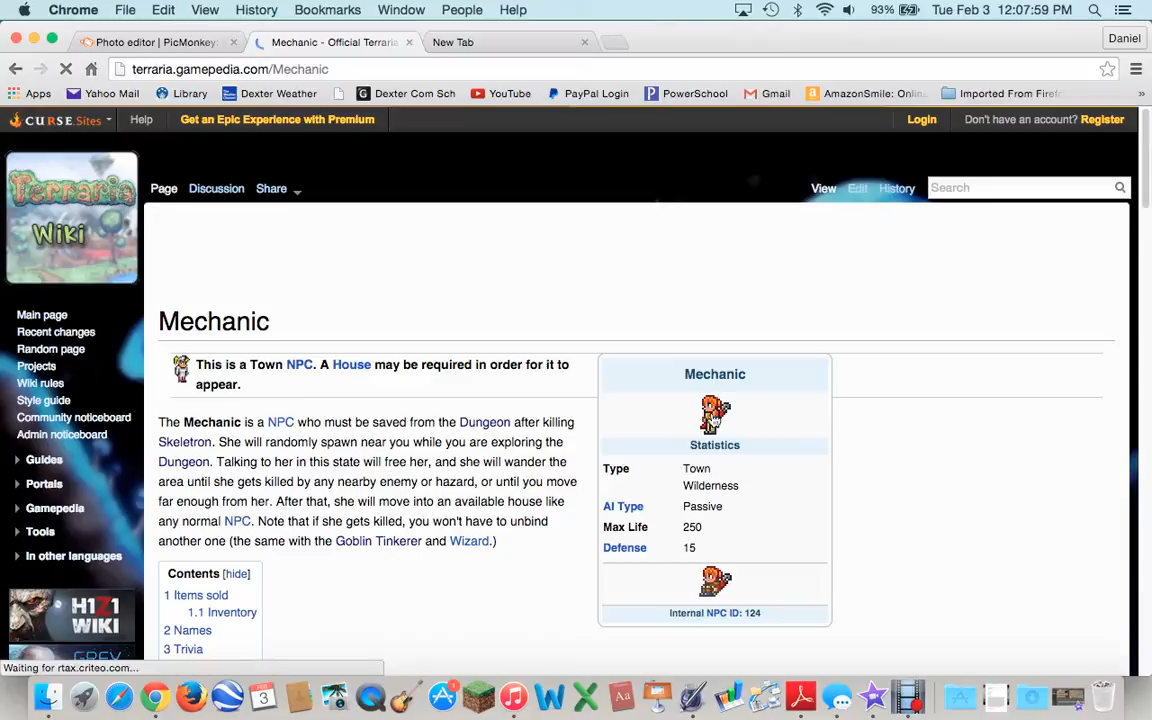 Chrome File Edit View History Bookmarks Window People Help 93% Tue Feb 3 12:07:59 PM
Photo editor | PicMonkey: Mechanic - Official Terraria New Tab Daniel
terraria.gamepedia.com/Mechanic
Apps Yahoo Mail Library Dexter Weather Dexter Com Sch YouTube PayPal Login PowerSchool Gmail AmazonSmile: Onlin Imported From Firef »
CURSE.Sites Help Get an Epic Experience with Premium Login Don't have an account? Register
Terraria
Wiki
Page Discussion Share View Edit History Search
Main page
Recent changes
Random page
Projects
Wiki rules
Style guide
Community noticeboard
Admin noticeboard
Guides
Portals
Gamepedia
Tools
In other languages
H1Z1
WIKI
GREY
Mechanic
This is a Town NPC. A House may be required in order for it to
appear.
The Mechanic is a NPC who must be saved from the Dungeon after killing
Skeletron. She will randomly spawn near you while you are exploring the
Dungeon. Talking to her in this state will free her, and she will wander the
area until she gets killed by any nearby enemy or hazard, or until you move
far enough from her. After that, she will move into an available house like
any normal NPC. Note that if she gets killed, you won't have to unbind
another one (the same with the Goblin Tinkerer and Wizard.)
Contents [hide]
1 Items sold
1.1 Inventory
2 Names
3 Trivia
Mechanic
Statistics
Type Town
Wilderness
AI Type Passive
Max Life 250
Defense 15
Internal NPC ID: 124
Waiting for rtax.criteo.com...
FEB
3
1
Aa